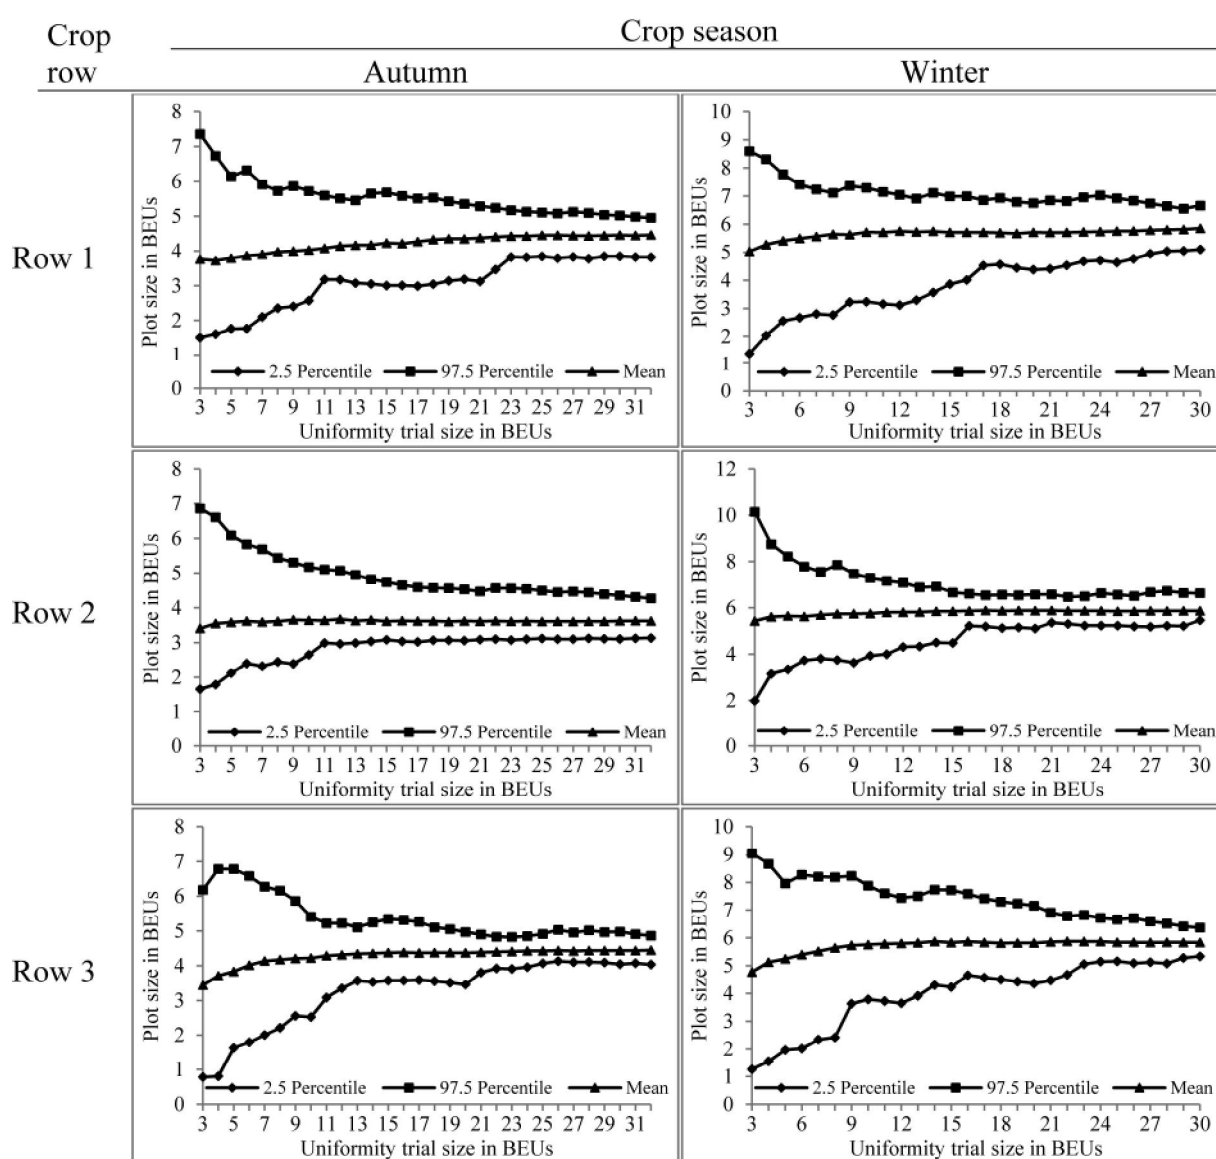 Crop row
Crop season
Autumn
Winter
Row 1
Plot size in BEUs
8
7
6
5
4
3
2
1
0
2.5 Percentile 97.5 Percentile Mean
3 5 7 9 11 13 15 17 19 21 23 25 27 29 31
Uniformity trial size in BEUs
Plot size in BEUs
10
9
8
7
6
5
4
3
2
1
0
2.5 Percentile 97.5 Percentile Mean
3 6 9 12 15 18 21 24 27 30
Uniformity trial size in BEUs
Row 2
Plot size in BEUs
8
7
6
5
4
3
2
1
0
2.5 Percentile 97.5 Percentile Mean
3 5 7 9 11 13 15 17 19 21 23 25 27 29 31
Uniformity trial size in BEUs
Plot size in BEUs
12
10
8
6
4
2
0
2.5 Percentile 97.5 Percentile Mean
3 6 9 12 15 18 21 24 27 30
Uniformity trial size in BEUs
Row 3
Plot size in BEUs
8
7
6
5
4
3
2
1
0
2.5 Percentile 97.5 Percentile Mean
3 5 7 9 11 13 15 17 19 21 23 25 27 29 31
Uniformity trial size in BEUs
Plot size in BEUs
10
9
8
7
6
5
4
3
2
1
0
2.5 Percentile 97.5 Percentile Mean
3 6 9 12 15 18 21 24 27 30
Uniformity trial size in BEUs